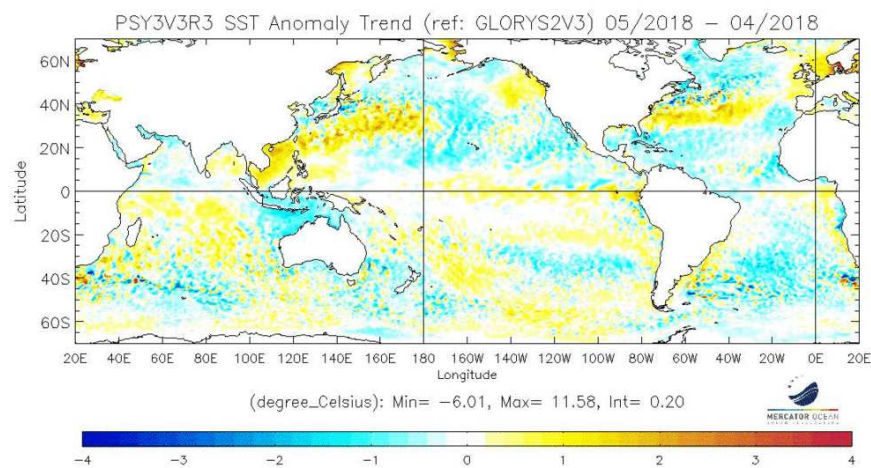 PSY3V3R3 SST Anomaly Trend (ref: GLORYS2V3) 05/2018 – 04/2018
60N
40N
20N
0
20S
40S
60S
Latitude
20E 40E 60E 80E 100E 120E 140E 160E 180 160W 140W 120W 100W 80W 60W 40W 20W 0E 20E
Longitude
(degree_Celsius): Min= −6.01, Max= 11.58, Int= 0.20
MERCATOR OCEAN
−4 −3 −2 −1 0 1 2 3 4